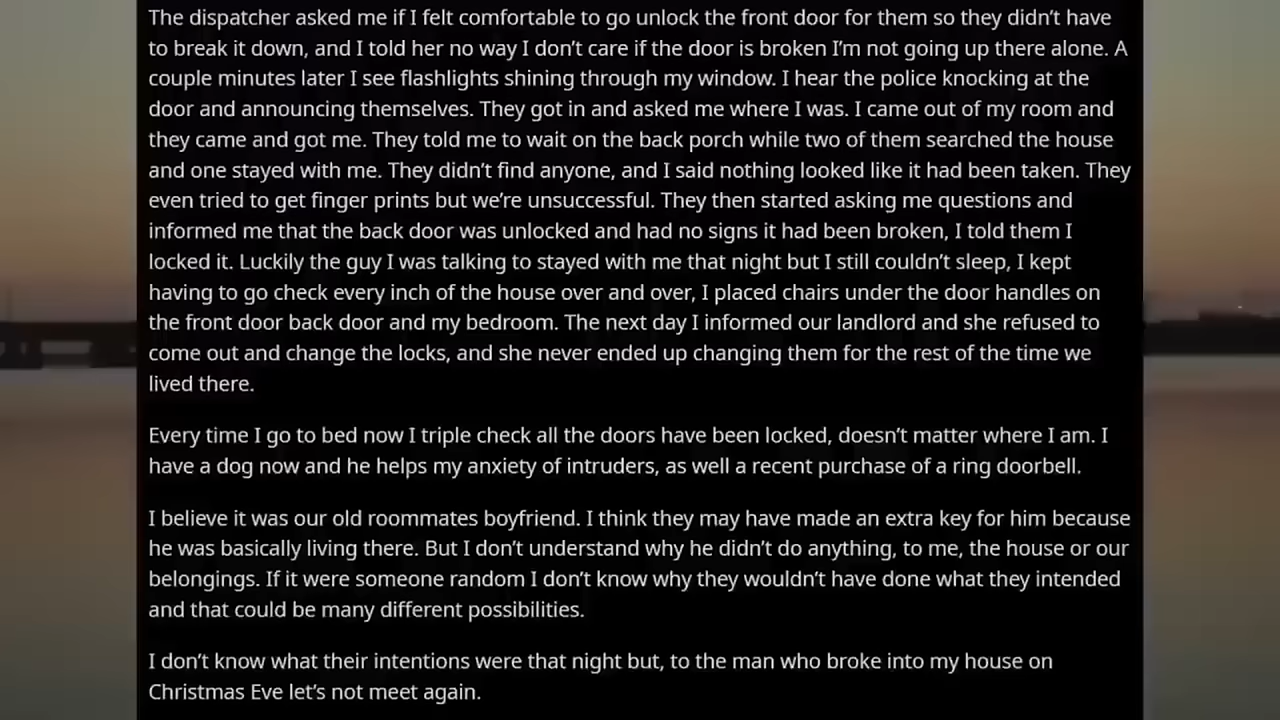 The dispatcher asked me if I felt comfortable to go unlock the front door for them so they didn’t have
to break it down, and I told her no way I don’t care if the door is broken I’m not going up there alone. A
couple minutes later I see flashlights shining through my window. I hear the police knocking at the
door and announcing themselves. They got in and asked me where I was. I came out of my room and
they came and got me. They told me to wait on the back porch while two of them searched the house
and one stayed with me. They didn’t find anyone, and I said nothing looked like it had been taken. They
even tried to get finger prints but we’re unsuccessful. They then started asking me questions and
informed me that the back door was unlocked and had no signs it had been broken, I told them I
locked it. Luckily the guy I was talking to stayed with me that night but I still couldn’t sleep, I kept
having to go check every inch of the house over and over, I placed chairs under the door handles on
the front door back door and my bedroom. The next day I informed our landlord and she refused to
come out and change the locks, and she never ended up changing them for the rest of the time we
lived there.
Every time I go to bed now I triple check all the doors have been locked, doesn’t matter where I am. I
have a dog now and he helps my anxiety of intruders, as well a recent purchase of a ring doorbell.
I believe it was our old roommates boyfriend. I think they may have made an extra key for him because
he was basically living there. But I don’t understand why he didn’t do anything, to me, the house or our
belongings. If it were someone random I don’t know why they wouldn’t have done what they intended
and that could be many different possibilities.
I don’t know what their intentions were that night but, to the man who broke into my house on
Christmas Eve let’s not meet again.